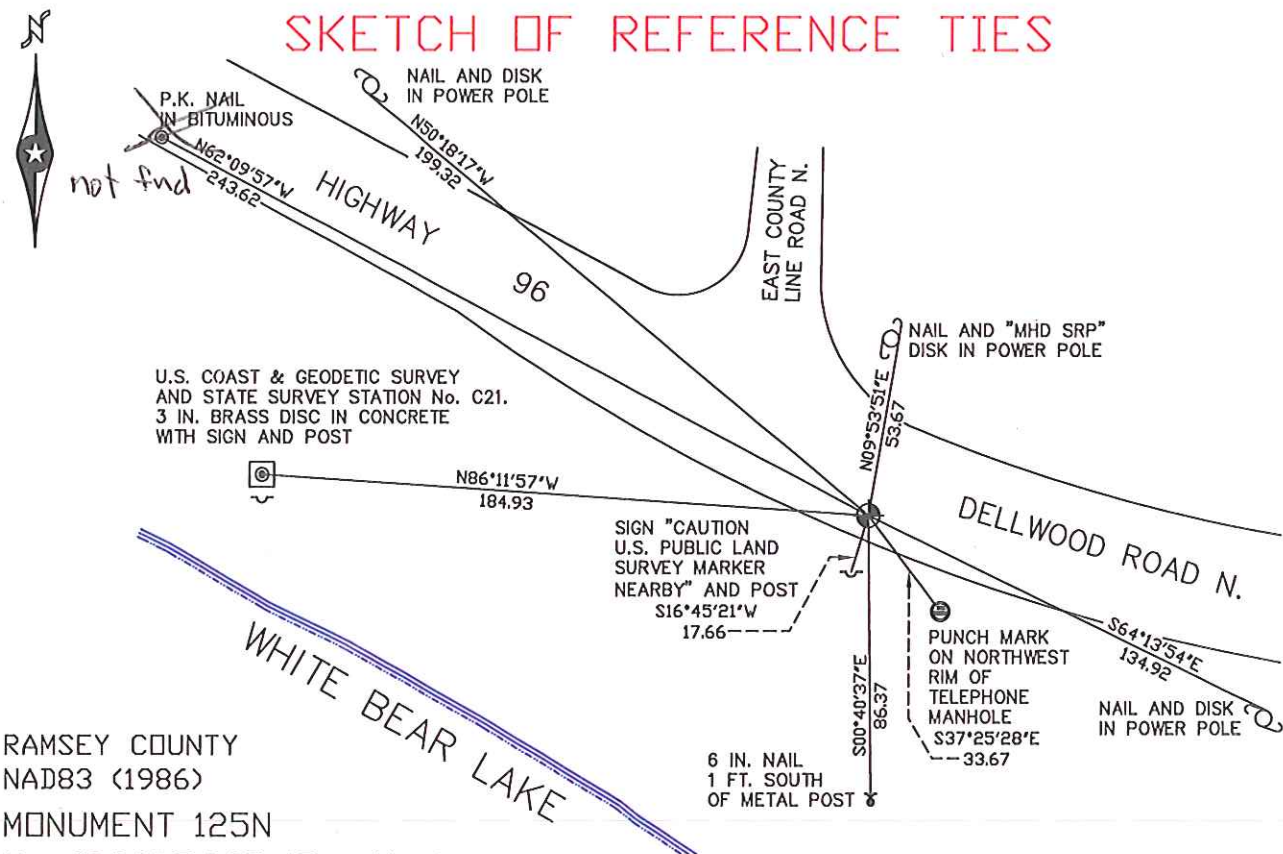 N
SKETCH OF REFERENCE TIES
P.K. NAIL
IN BITUMINOUS
not fnd
N62°09'57"W
243.62
NAIL AND DISK
IN POWER POLE
N50°18'17"W
199.32
HIGHWAY
96
EAST COUNTY
LINE ROAD N.
NAIL AND "MHD SRP"
DISK IN POWER POLE
N09°53'51"E
53.67
U.S. COAST & GEODETIC SURVEY
AND STATE SURVEY STATION No. C21.
3 IN. BRASS DISC IN CONCRETE
WITH SIGN AND POST
N86°11'57"W
184.93
SIGN "CAUTION
U.S. PUBLIC LAND
SURVEY MARKER
NEARBY" AND POST
S16°45'21"W
17.66
DELLWOOD ROAD N.
S64°13'54"E
134.92
NAIL AND DISK
IN POWER POLE
PUNCH MARK
ON NORTHWEST
RIM OF
TELEPHONE
MANHOLE
S37°25'28"E
33.67
S00°40'37"E
86.37
6 IN. NAIL
1 FT. SOUTH
OF METAL POST
WHITE BEAR LAKE
RAMSEY COUNTY
NAD83 (1986)
MONUMENT 125N